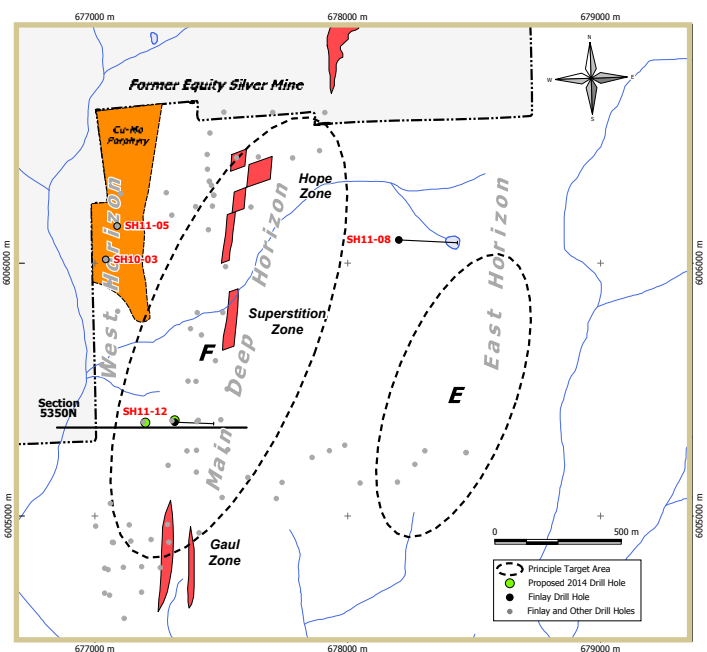 677000 m
678000 m
679000 m
Former Equity Silver Mine
N
W
E
S
Cu-Mo
Porphyry
Hope
Zone
West Horizon
SH11-05
SH10-03
SH11-08
Main Deep Horizon
East Horizon
6006000 m
6006000 m
Superstition
Zone
F
E
Section
5350N
SH11-12
6005000 m
6005000 m
Gaul
Zone
0
500 m
Principle Target Area
Proposed 2014 Drill Hole
Finlay Drill Hole
Finlay and Other Drill Holes
677000 m
678000 m
679000 m